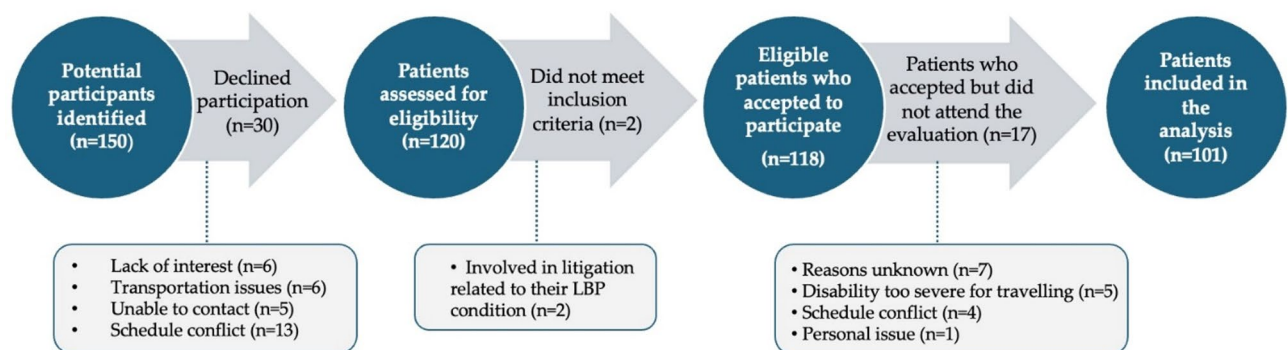 Potential
participants
identified
(n=150)
Declined
participation
(n=30)
Patients
assessed for
eligibility
(n=120)
Did not meet
inclusion
criteria (n=2)
Eligible
patients who
accepted to
participate
(n=118)
Patients who
accepted but did
not attend the
evaluation (n=17)
Patients
included in
the
analysis
(n=101)
• Lack of interest (n=6)
• Transportation issues (n=6)
• Unable to contact (n=5)
• Schedule conflict (n=13)
• Involved in litigation
related to their LBP
condition (n=2)
• Reasons unknown (n=7)
• Disability too severe for travelling (n=5)
• Schedule conflict (n=4)
• Personal issue (n=1)